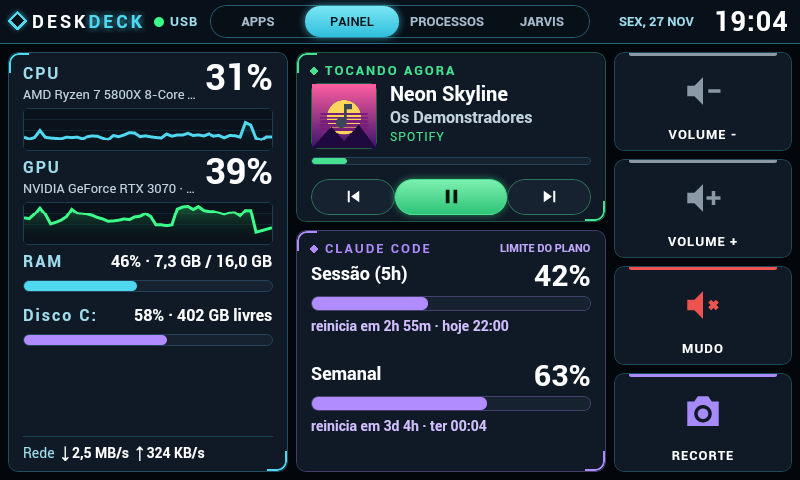 DESKDECK USB APPS PAINEL PROCESSOS JARVIS SEX, 27 NOV 19:04
CPU 31%
AMD Ryzen 7 5800X 8-Core ...
GPU 39%
NVIDIA GeForce RTX 3070 · ...
RAM 46% · 7,3 GB / 16,0 GB
Disco C: 58% · 402 GB livres
Rede ↓2,5 MB/s ↑324 KB/s
TOCANDO AGORA
Neon Skyline
Os Demonstradores
SPOTIFY
CLAUDE CODE LIMITE DO PLANO
Sessão (5h) 42%
reinicia em 2h 55m · hoje 22:00
Semanal 63%
reinicia em 3d 4h · ter 00:04
VOLUME -
VOLUME +
MUDO
RECORTE